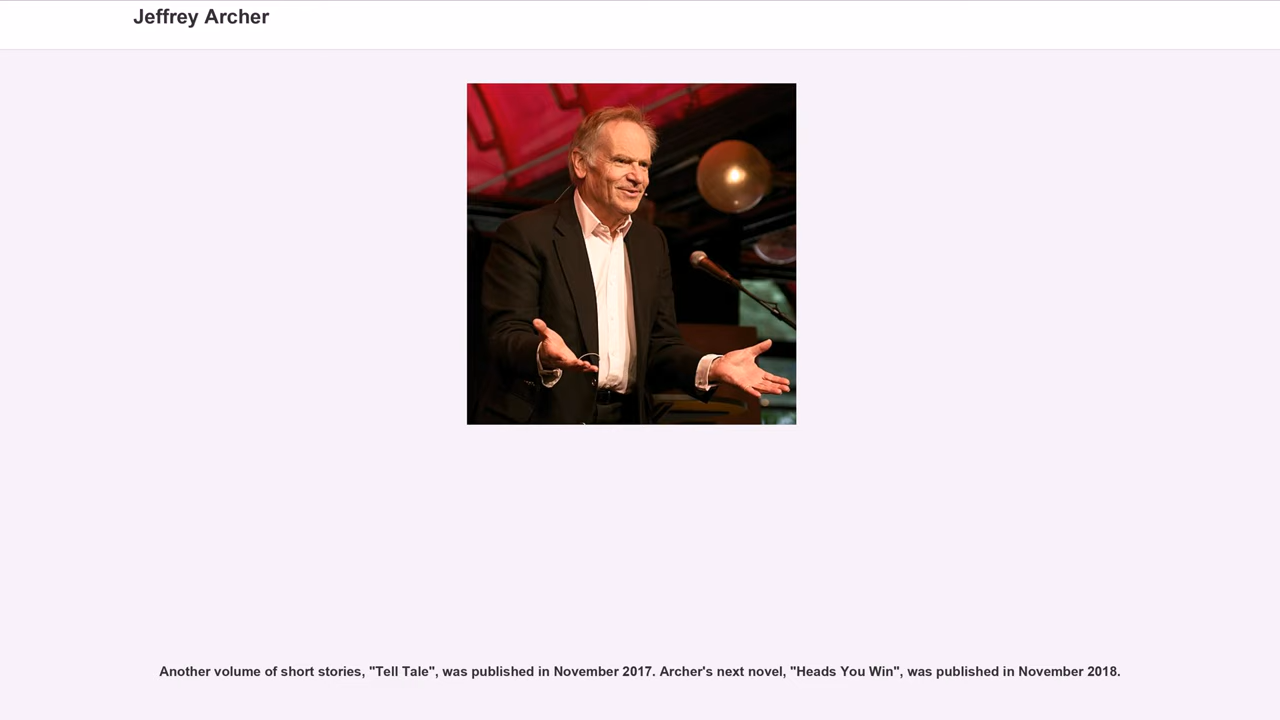 Jeffrey Archer
Another volume of short stories, "Tell Tale", was published in November 2017. Archer's next novel, "Heads You Win", was published in November 2018.